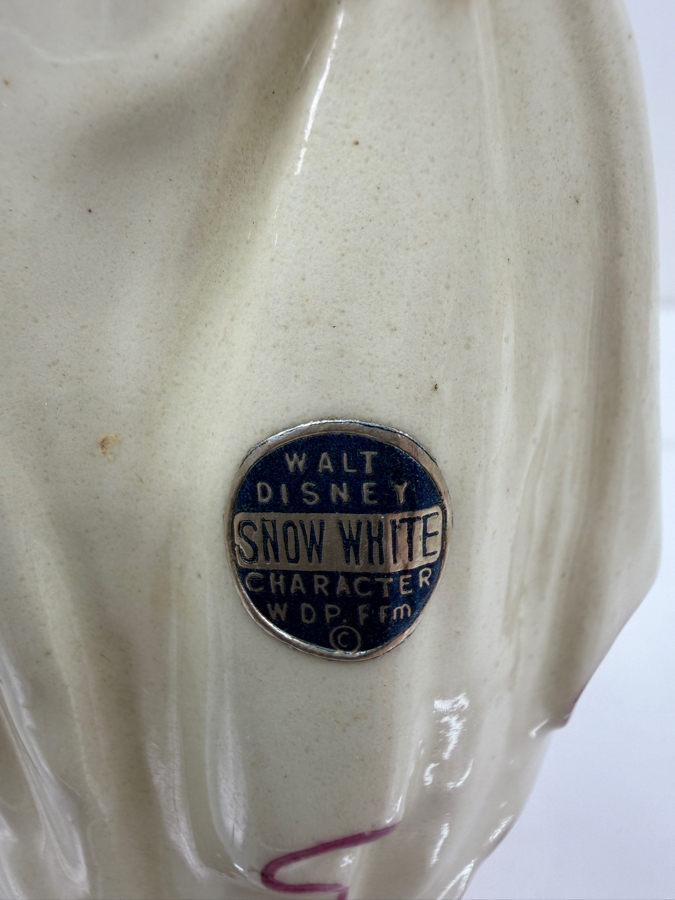 WALT
DISNEY
SNOW WHITE
CHARACTER
W D P. FFm
©